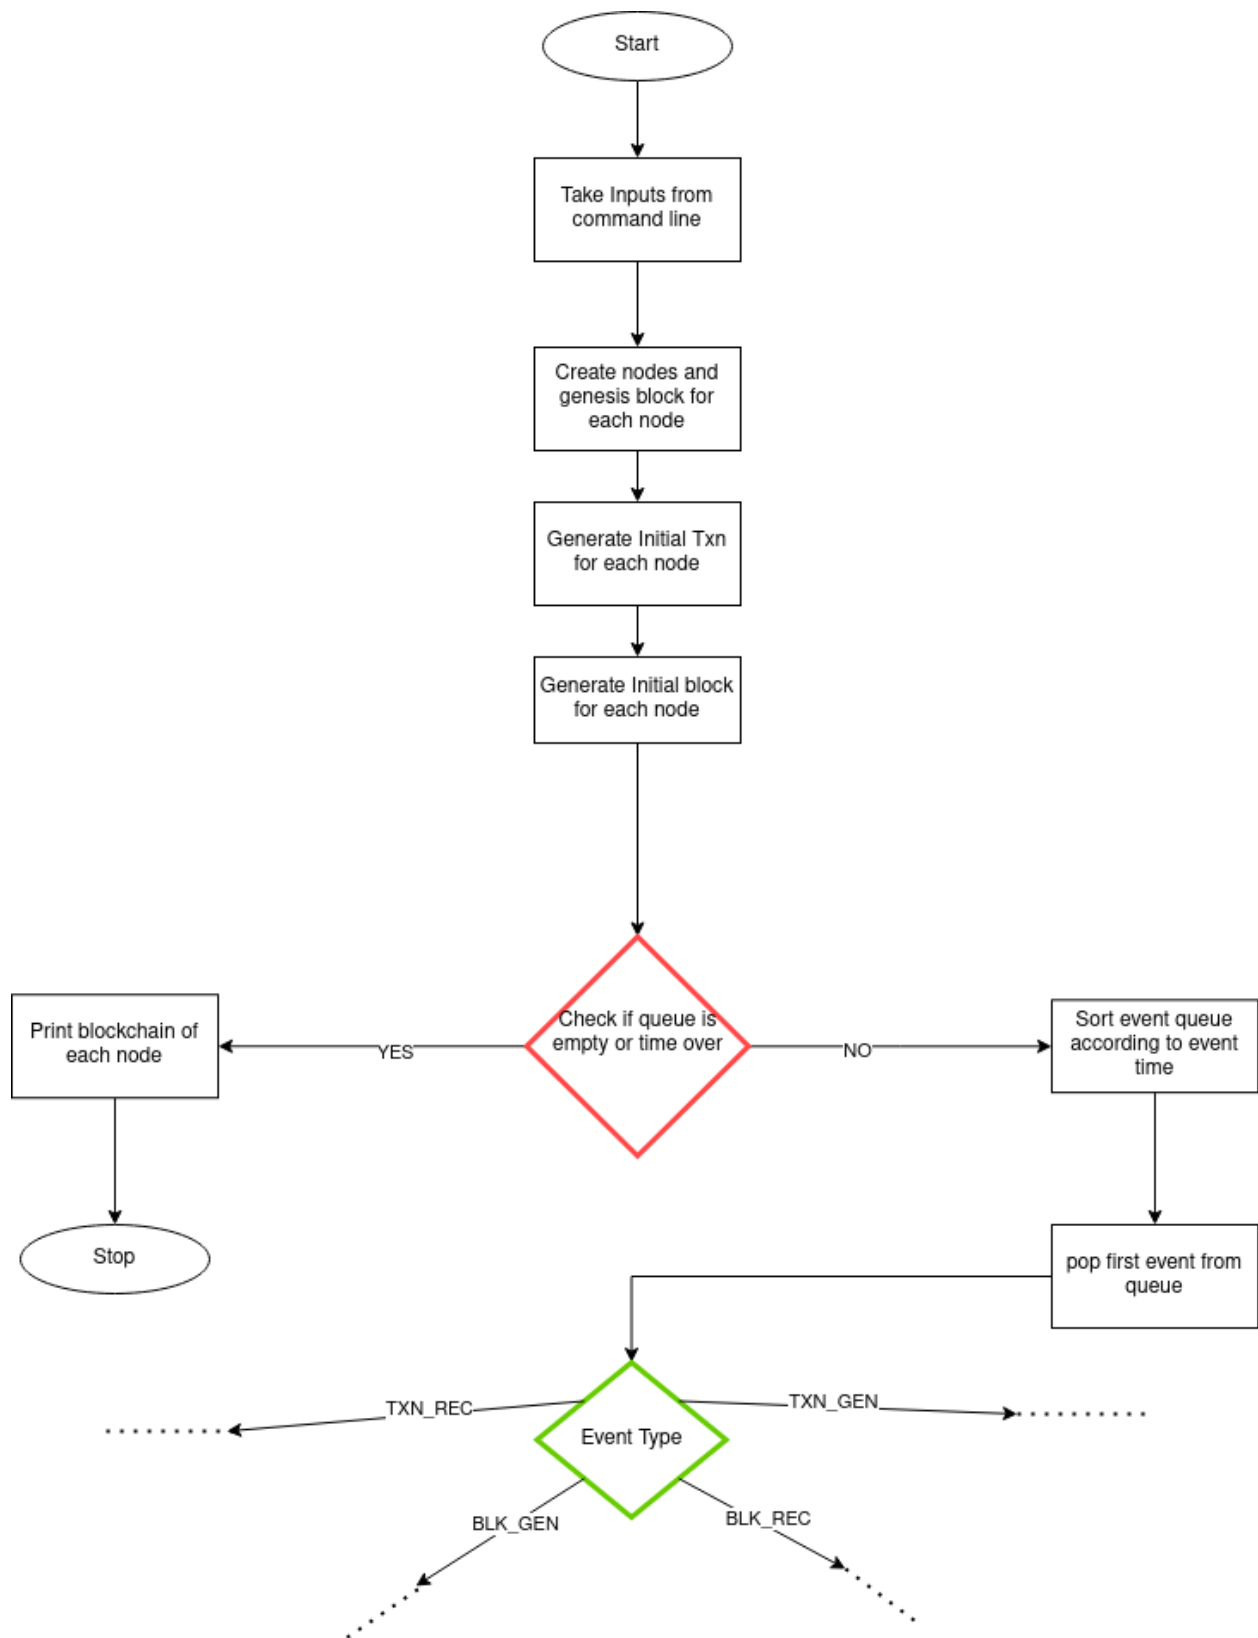 Start
Take Inputs from
command line
Create nodes and
genesis block for
each node
Generate Initial Txn
for each node
Generate Initial block
for each node
Check if queue is
empty or time over
YES
NO
Print blockchain of
each node
Sort event queue
according to event
time
Stop
pop first event from
queue
TXN_REC
TXN_GEN
Event Type
BLK_GEN
BLK_REC